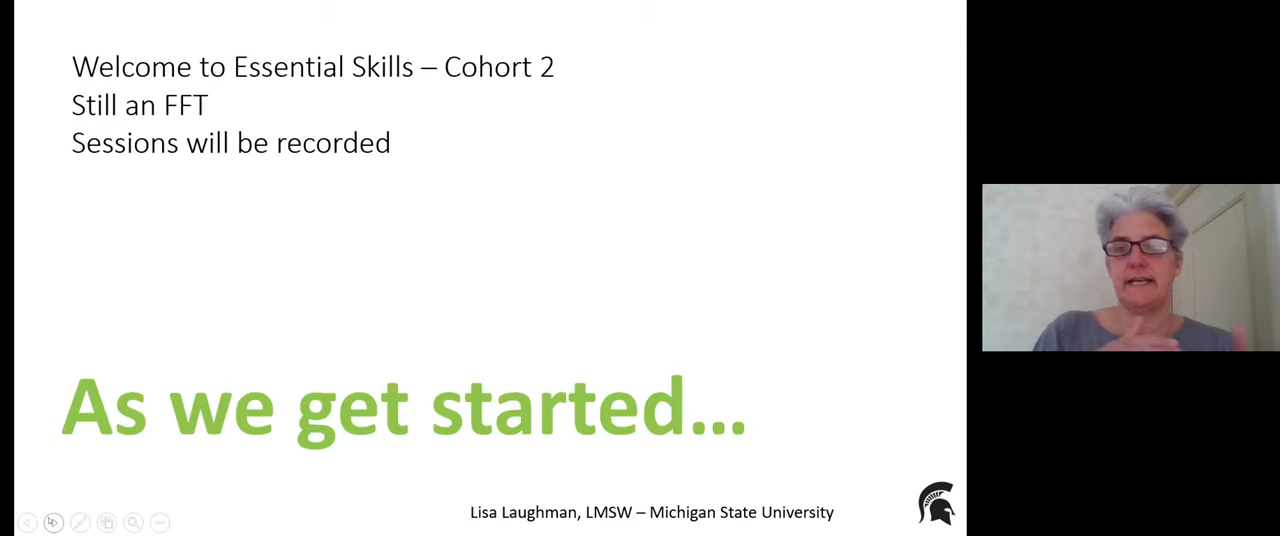 Welcome to Essential Skills – Cohort 2
Still an FFT
Sessions will be recorded
As we get started...
Lisa Laughman, LMSW – Michigan State University